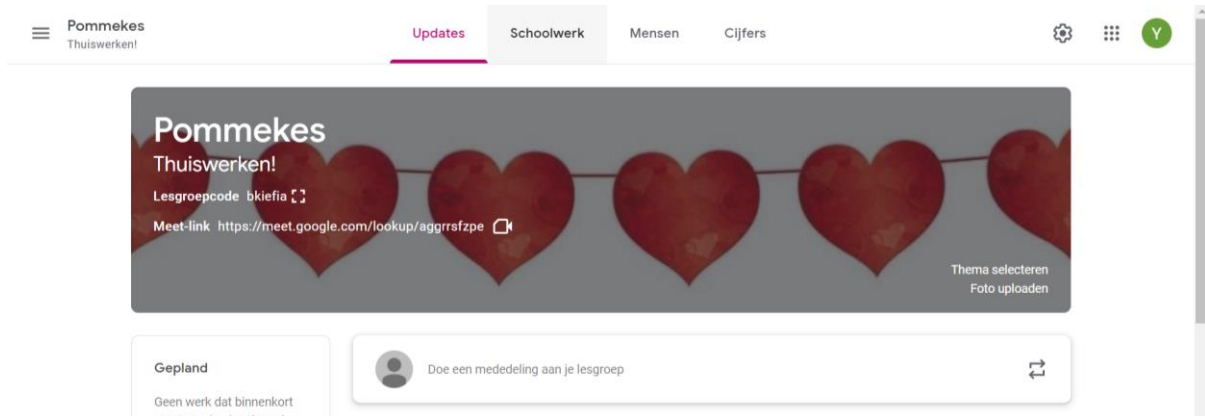 Pommekes
Thuiswerken!
Updates Schoolwerk Mensen Cijfers
Y
Pommekes
Thuiswerken!
Lesgroepcode bkiefia
Meet-link https://meet.google.com/lookup/aggrrsfzpe
Thema selecteren
Foto uploaden
Gepland
Geen werk dat binnenkort
Doe een mededeling aan je lesgroep